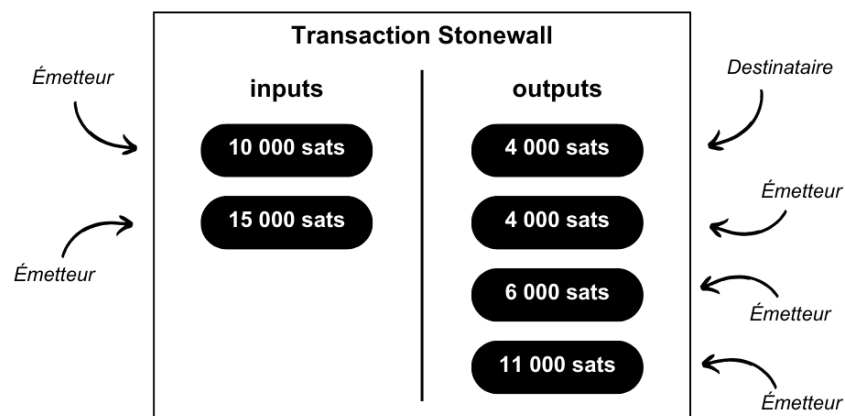 Transaction Stonewall
Émetteur
inputs
outputs
Destinataire
10 000 sats
4 000 sats
15 000 sats
4 000 sats
Émetteur
Émetteur
6 000 sats
Émetteur
11 000 sats
Émetteur